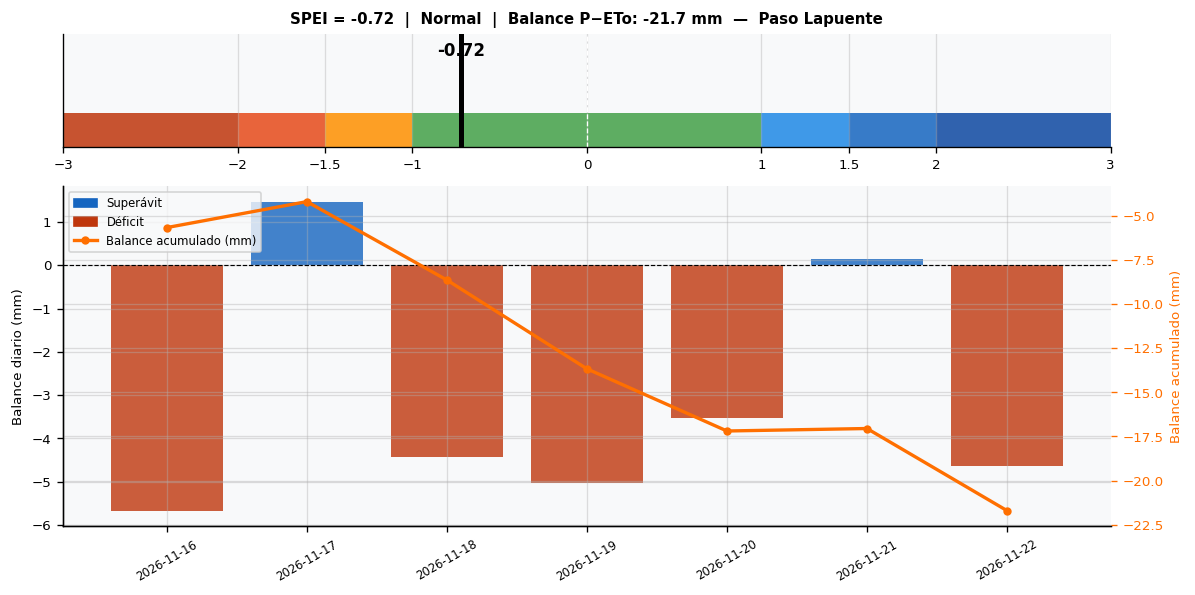 SPEI = -0.72  |  Normal  |  Balance P−ETo: -21.7 mm  —  Paso Lapuente
-0.72
−3 −2 −1.5 −1 0 1 1.5 2 3
Superávit
Déficit
Balance acumulado (mm)
Balance diario (mm)
1
0
−1
−2
−3
−4
−5
−6
−5.0
−7.5
−10.0
−12.5
−15.0
−17.5
−20.0
−22.5
Balance acumulado (mm)
2026-11-16 2026-11-17 2026-11-18 2026-11-19 2026-11-20 2026-11-21 2026-11-22